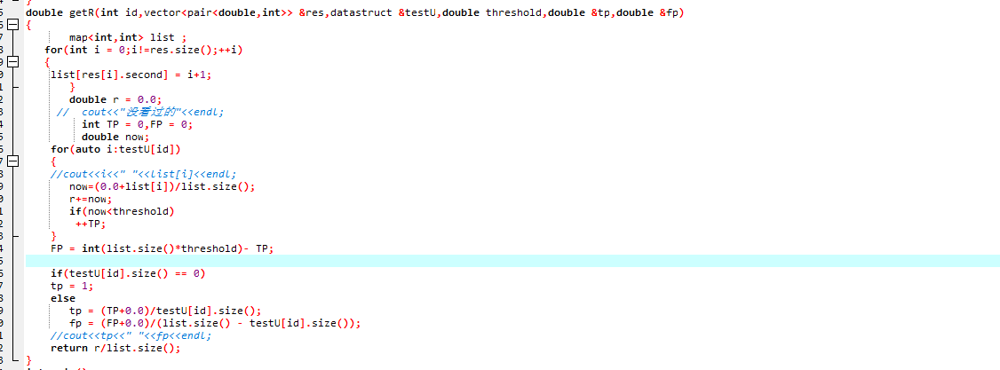 }
double getR(int id,vector<pair<double,int>> &res,datastruct &testU,double threshold,double &tp,double &fp)
{
map<int,int> list ;
for(int i = 0;i!=res.size();++i)
{
list[res[i].second] = i+1;
}
double r = 0.0;
// cout<<"没看过的"<<endl;
int TP = 0,FP = 0;
double now;
for(auto i:testU[id])
{
//cout<<i<<" "<<list[i]<<endl;
now=(0.0+list[i])/list.size();
r+=now;
if(now<threshold)
++TP;
}
FP = int(list.size()*threshold)- TP;
if(testU[id].size() == 0)
tp = 1;
else
tp = (TP+0.0)/testU[id].size();
fp = (FP+0.0)/(list.size() - testU[id].size());
//cout<<tp<<" "<<fp<<endl;
return r/list.size();
}